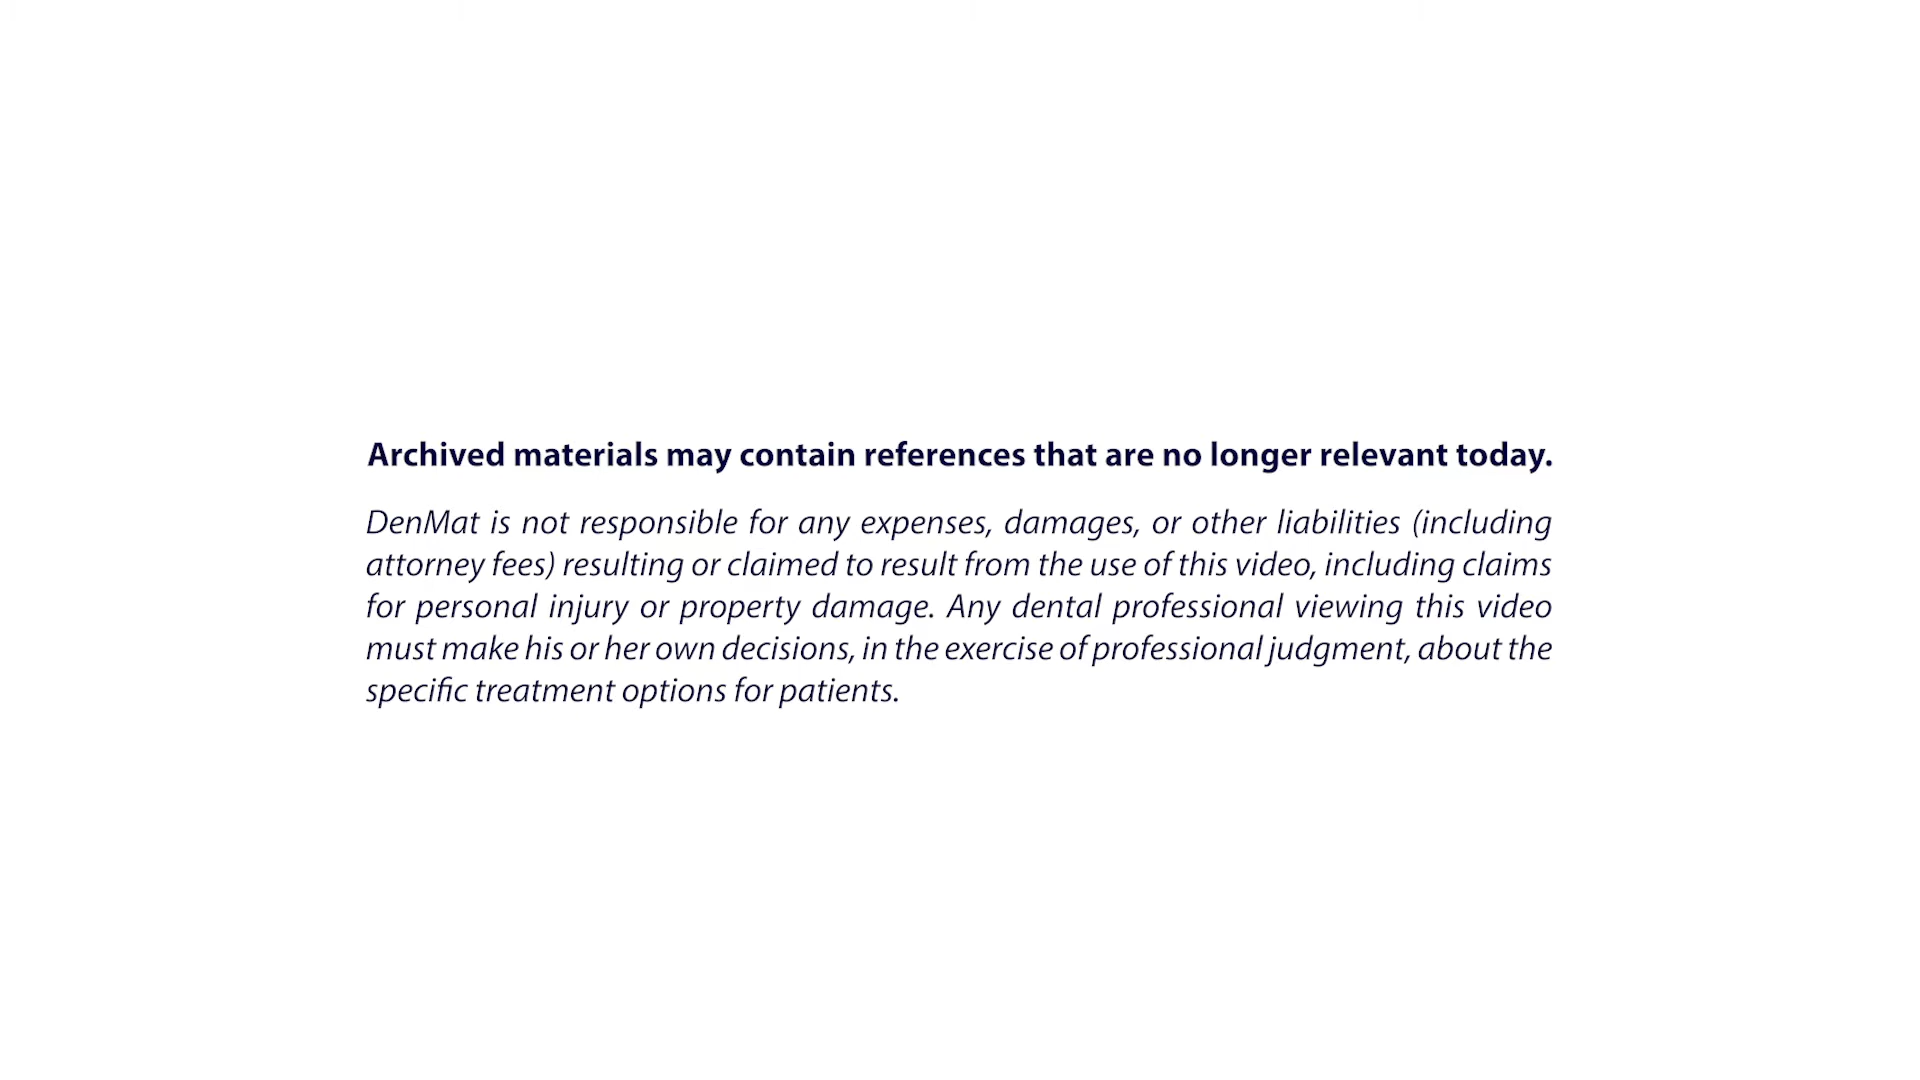 Archived materials may contain references that are no longer relevant today.
DenMat is not responsible for any expenses, damages, or other liabilities (including
attorney fees) resulting or claimed to result from the use of this video, including claims
for personal injury or property damage. Any dental professional viewing this video
must make his or her own decisions, in the exercise of professional judgment, about the
specific treatment options for patients.